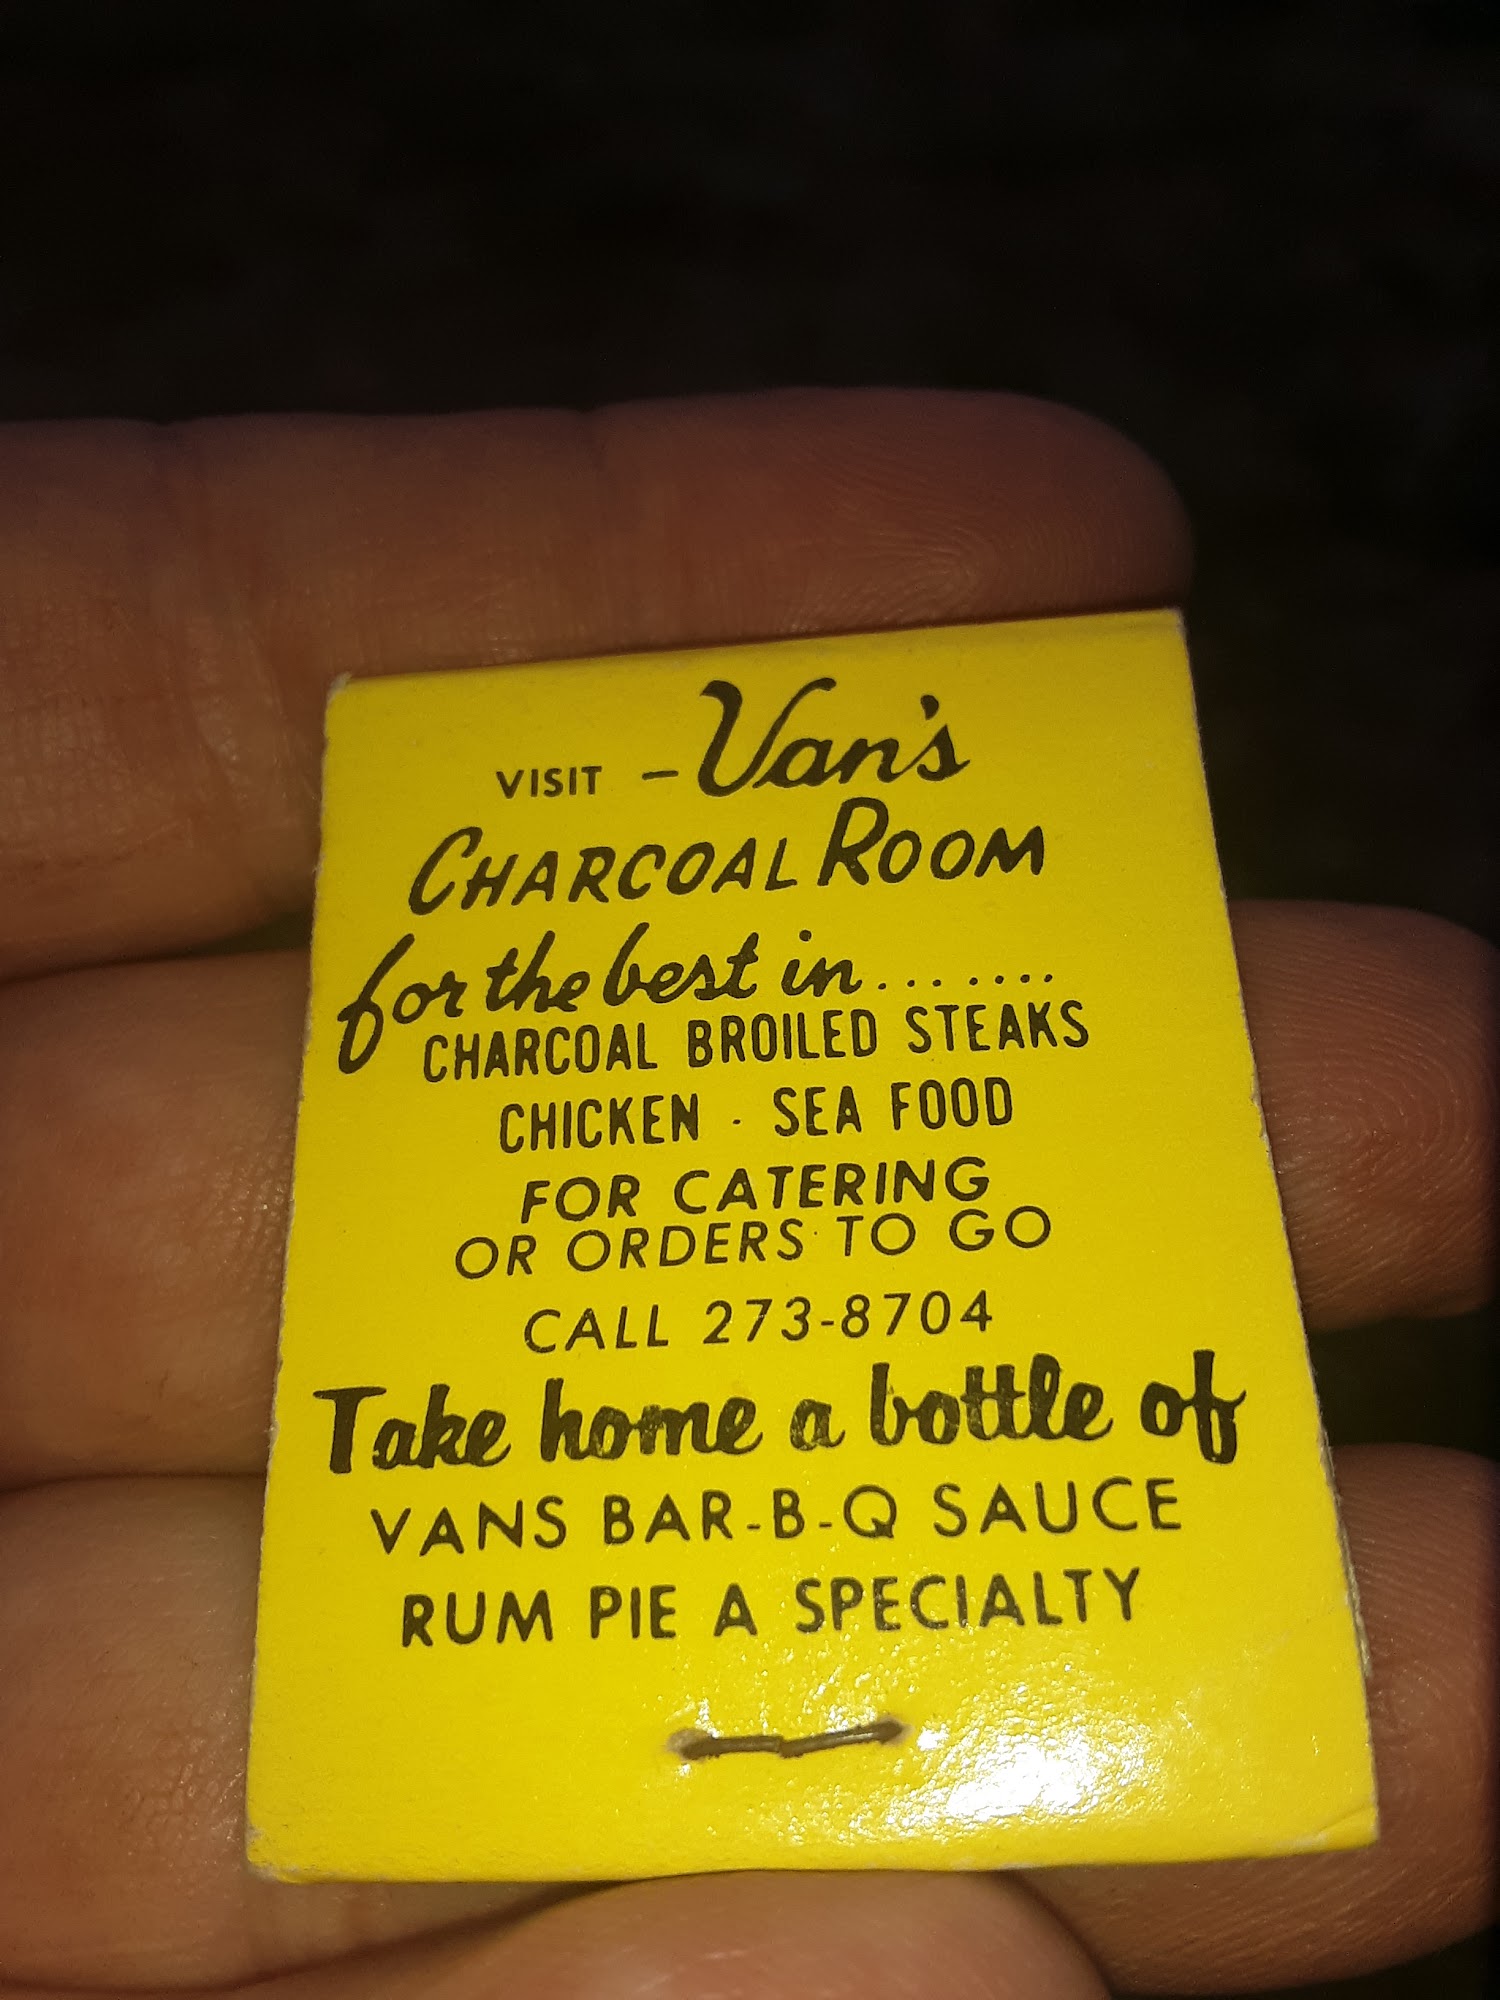 VISIT - Van's
CHARCOAL ROOM
for the best in........
CHARCOAL BROILED STEAKS
CHICKEN · SEA FOOD
FOR CATERING
OR ORDERS TO GO
CALL 273-8704
Take home a bottle of
VANS BAR-B-Q SAUCE
RUM PIE A SPECIALTY